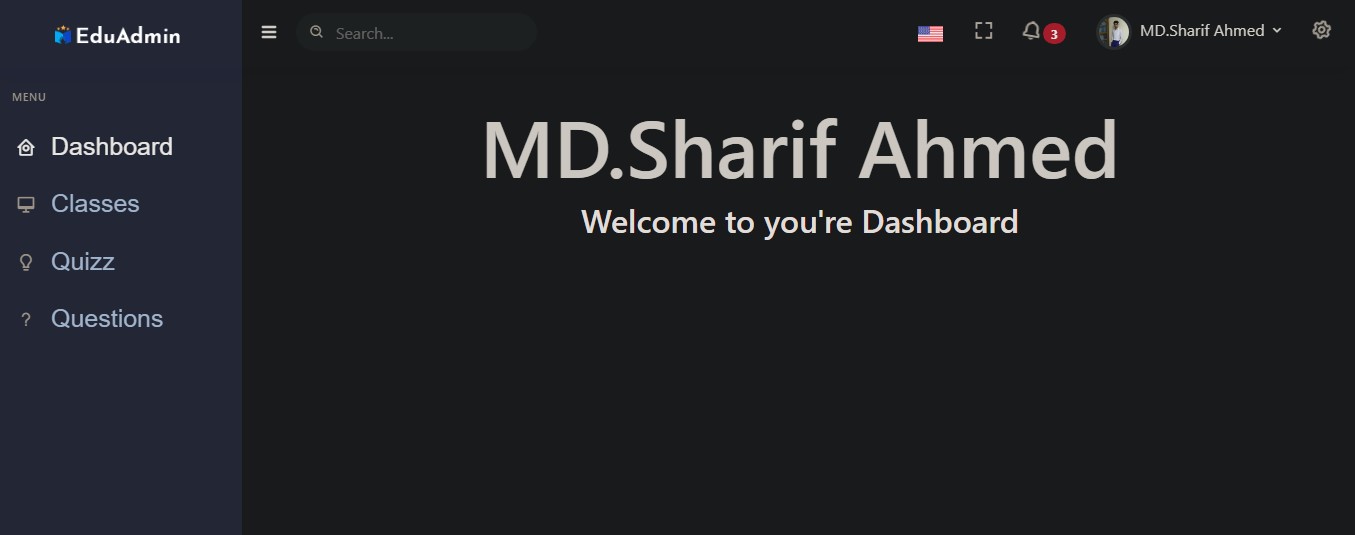 EduAdmin
Search...
3
MD.Sharif Ahmed
MENU
Dashboard
Classes
Quizz
Questions
MD.Sharif Ahmed
Welcome to you're Dashboard